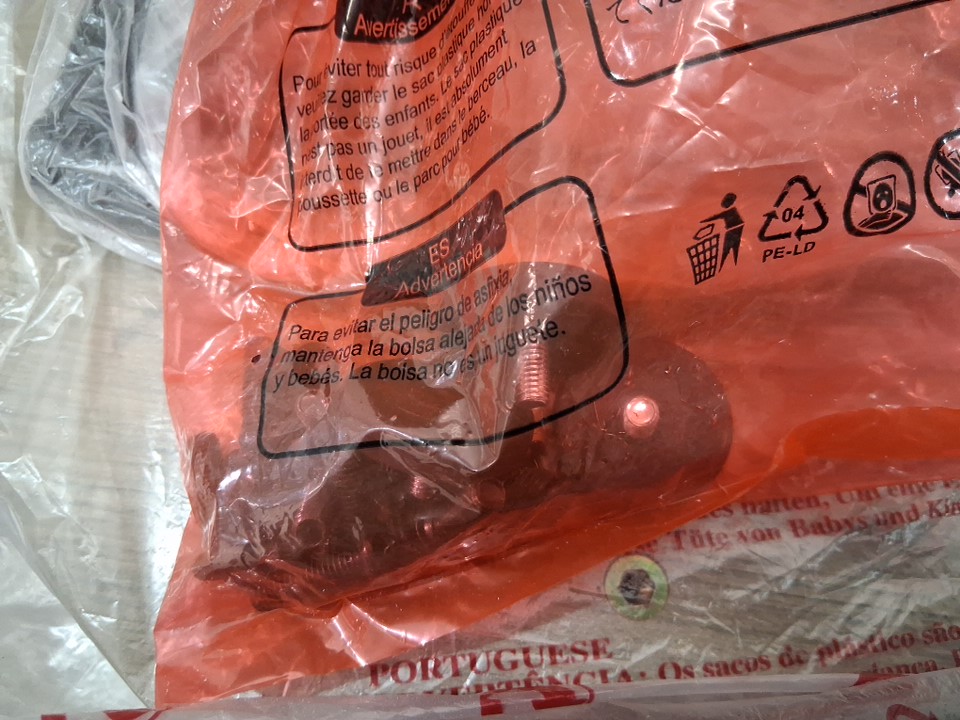 Avertissement
Pour éviter tout risque
veuillez garder le sac plastique hors
la portée des enfants. Le sac plastique
n'est pas un jouet, il est absolument
interdit de le mettre dans le berceau, la
poussette ou le parc pour bébé.
ES
Advertencia
Para evitar el peligro de asfixia,
mantenga la bolsa alejada de los niños
y bebés. La bolsa no es un juguete.
04
PE-LD
Tüte von Babys und
PORTUGUESE
ADVERTÊNCIA: Os sacos de plástico são